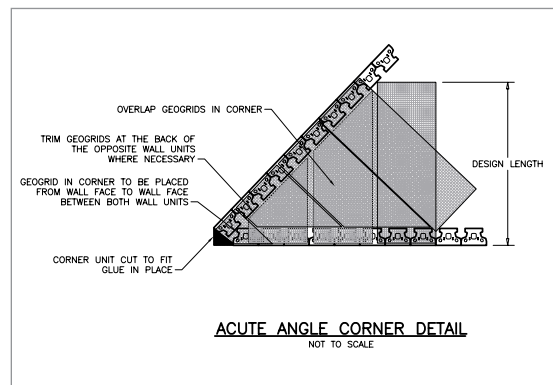 OVERLAP GEOGRIDS IN CORNER
TRIM GEOGRIDS AT THE BACK OF
THE OPPOSITE WALL UNITS
WHERE NECESSARY
GEOGRID IN CORNER TO BE PLACED
FROM WALL FACE TO WALL FACE
BETWEEN BOTH WALL UNITS
CORNER UNIT CUT TO FIT
GLUE IN PLACE
DESIGN LENGTH
ACUTE ANGLE CORNER DETAIL
NOT TO SCALE